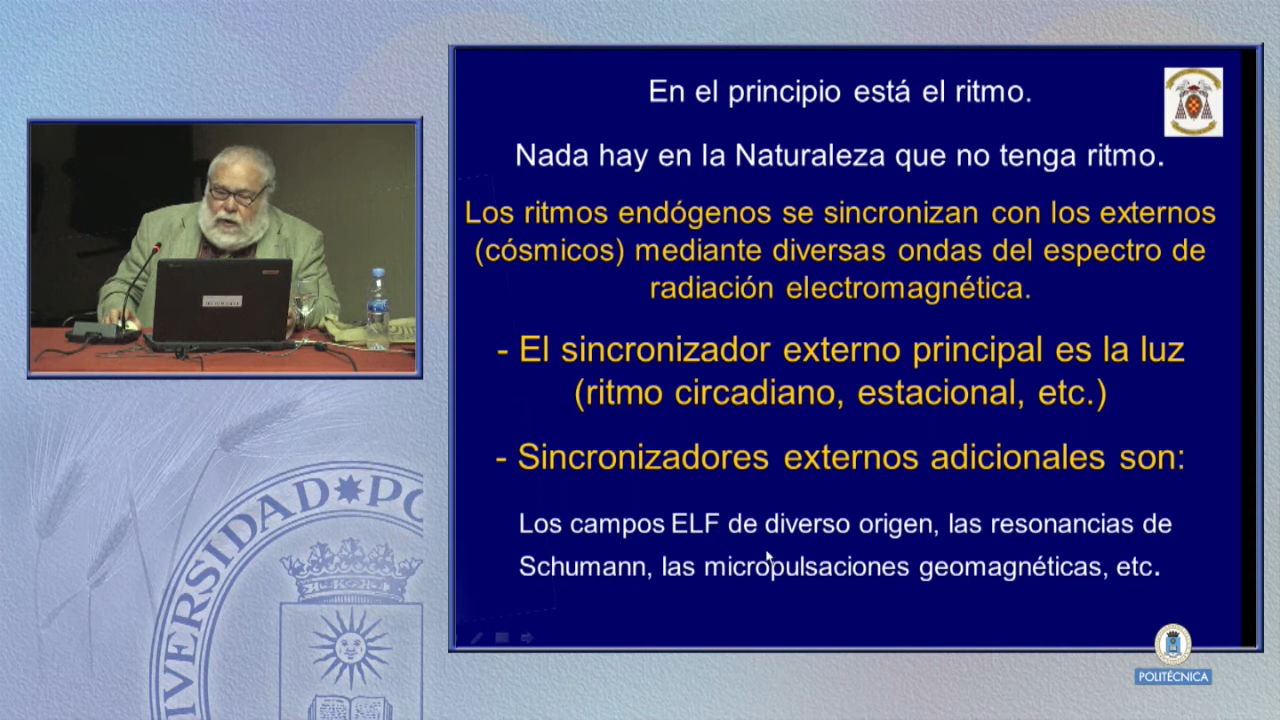 En el principio está el ritmo.
Nada hay en la Naturaleza que no tenga ritmo.
Los ritmos endógenos se sincronizan con los externos
(cósmicos) mediante diversas ondas del espectro de
radiación electromagnética.
- El sincronizador externo principal es la luz
(ritmo circadiano, estacional, etc.)
- Sincronizadores externos adicionales son:
Los campos ELF de diverso origen, las resonancias de
Schumann, las micropulsaciones geomagnéticas, etc.
IVERSIDAD PO
POLITÉCNICA